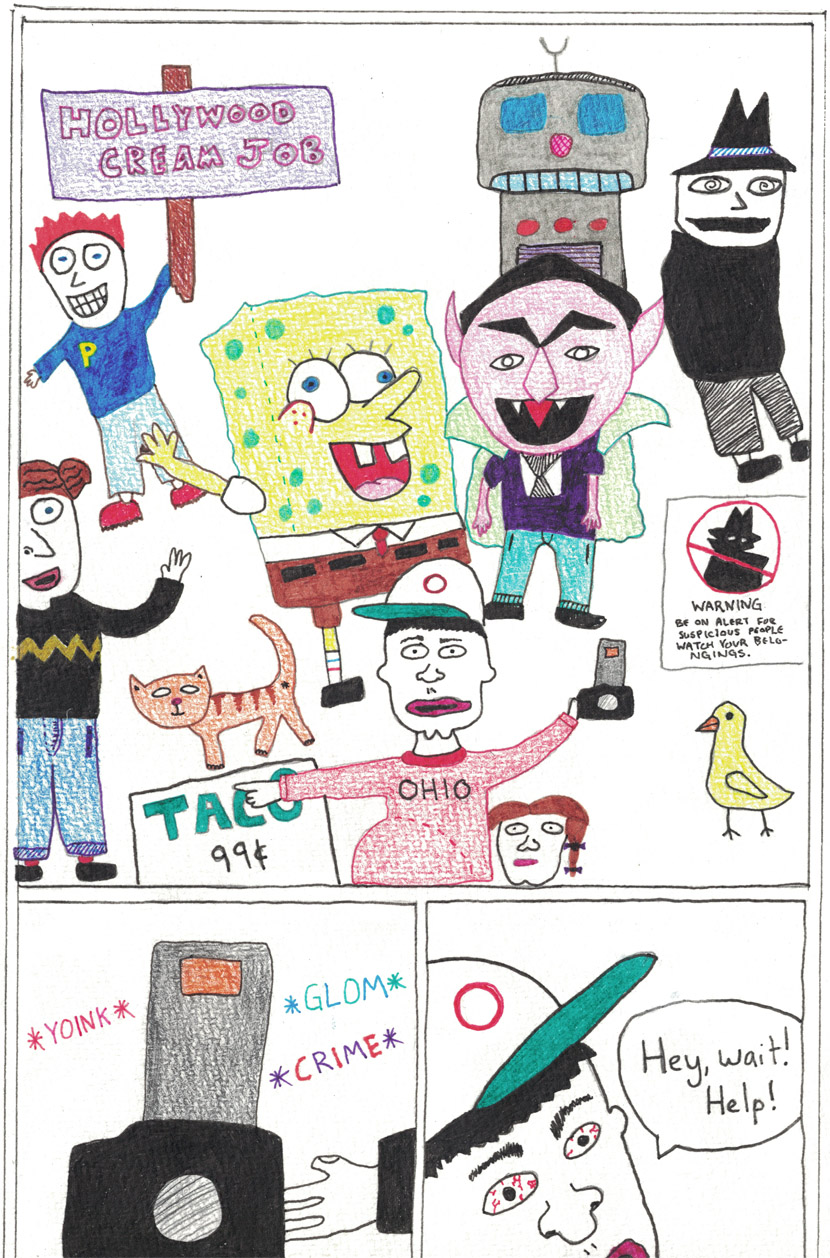 HOLLYWOOD
CREAM JOB
P
WARNING
BE ON ALERT FOR
SUSPICIOUS PEOPLE
WATCH YOUR BELO-
NGINGS.
OHIO
TACO
99¢
*YOINK*
*GLOM*
*CRIME*
Hey, wait!
Help!